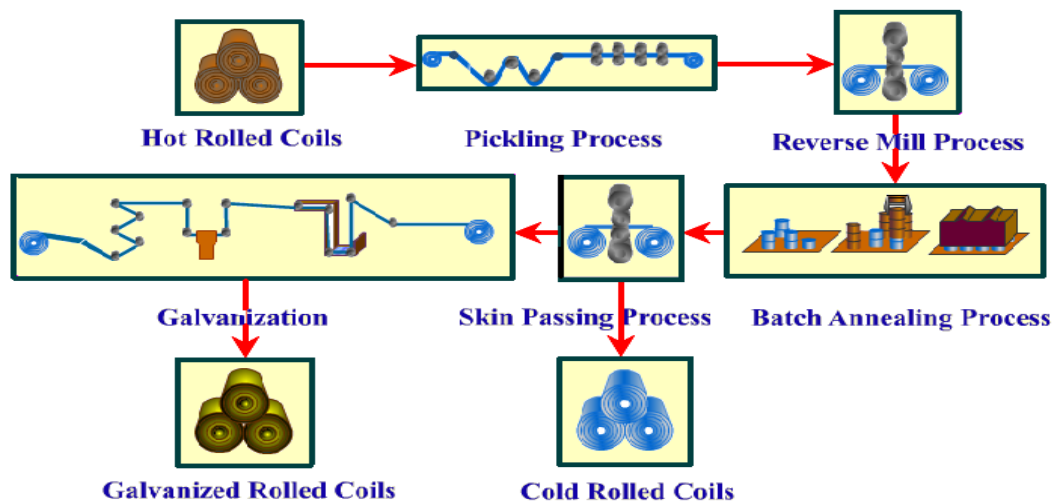 Hot Rolled Coils
Pickling Process
Reverse Mill Process
Galvanization
Skin Passing Process
Batch Annealing Process
Galvanized Rolled Coils
Cold Rolled Coils